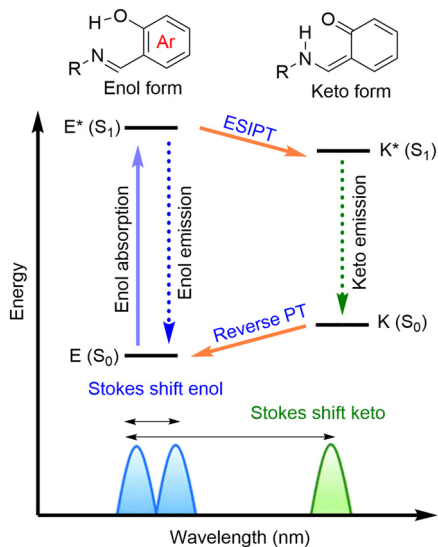 H
O
Ar
N
R
Enol form
O
H
N
R
Keto form
E* (S1)
ESIPT
K* (S1)
Enol absorption
Enol emission
Keto emission
Energy
Reverse PT
K (S0)
E (S0)
Stokes shift enol
Stokes shift keto
Wavelength (nm)